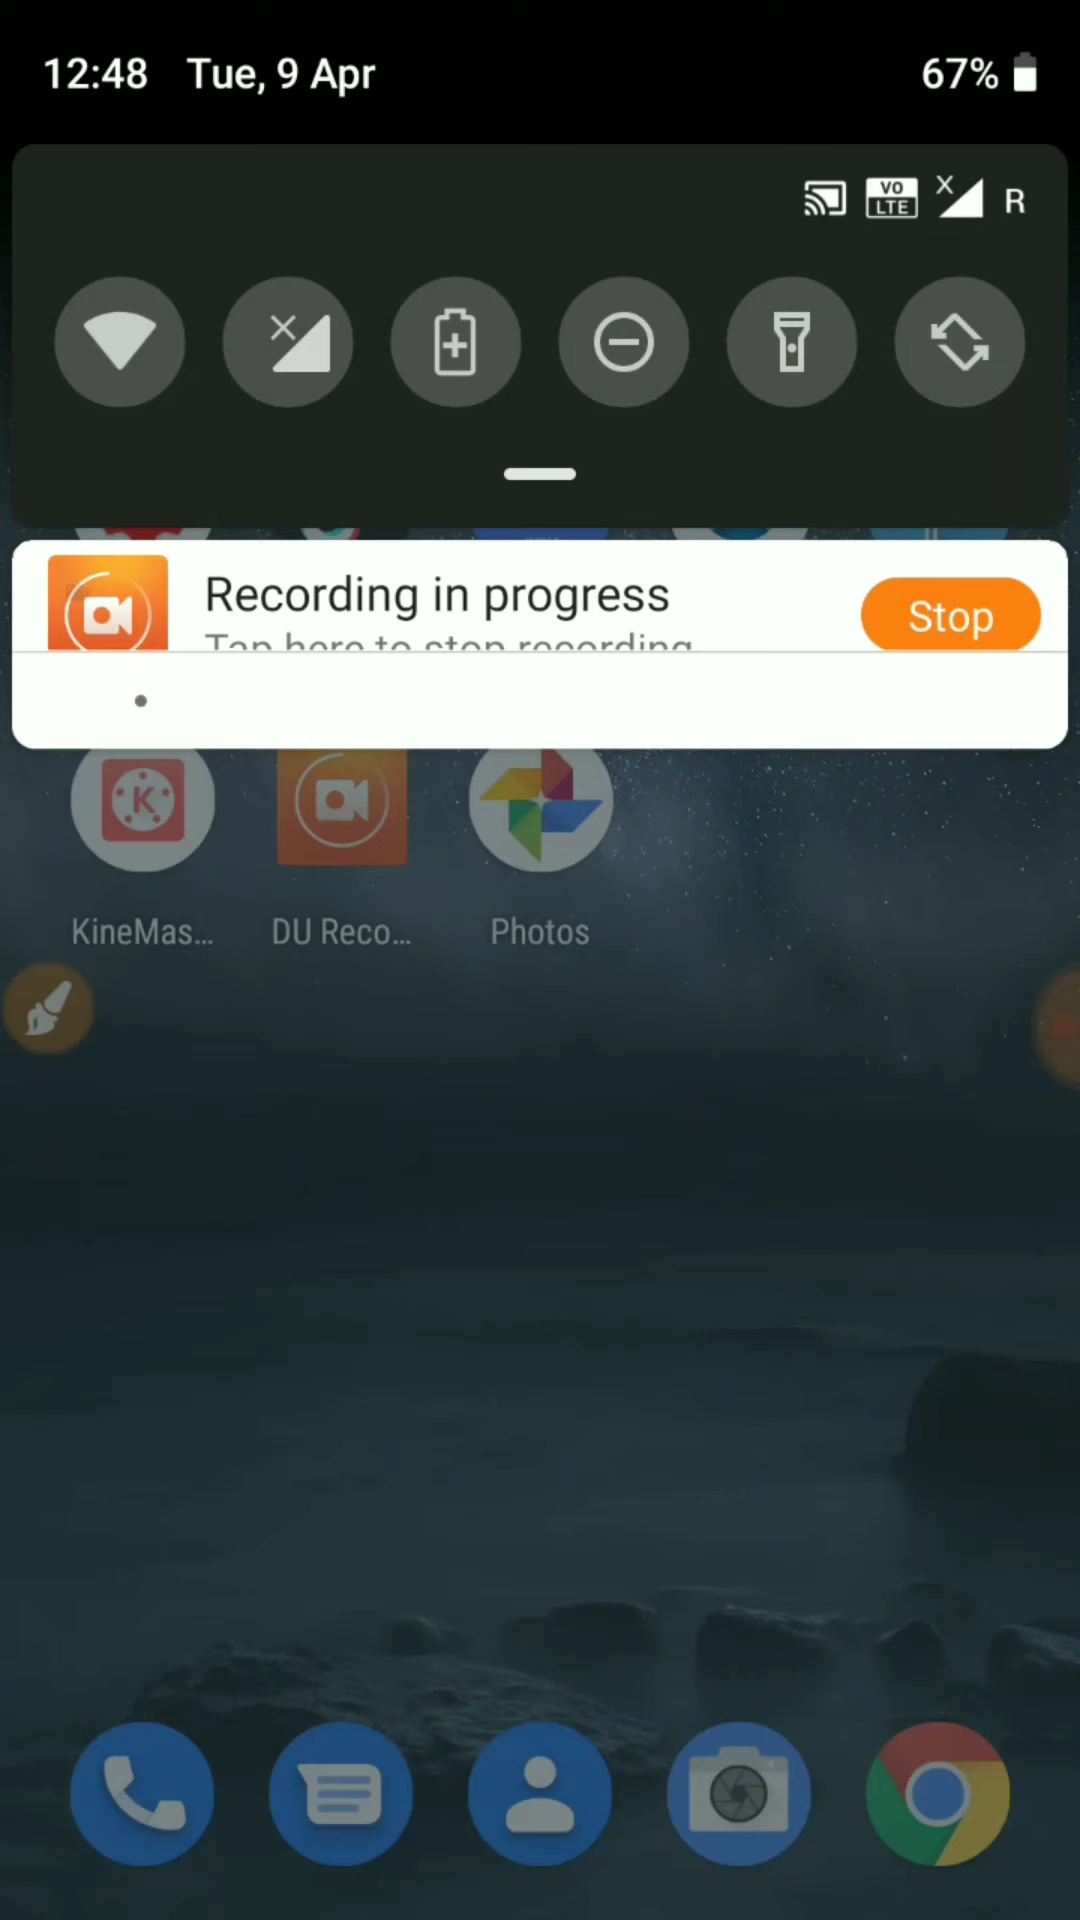 12:48 Tue, 9 Apr 67%
VO
LTE
R
Recording in progress
Tap here to stop recording
Stop
KineMas... DU Reco... Photos